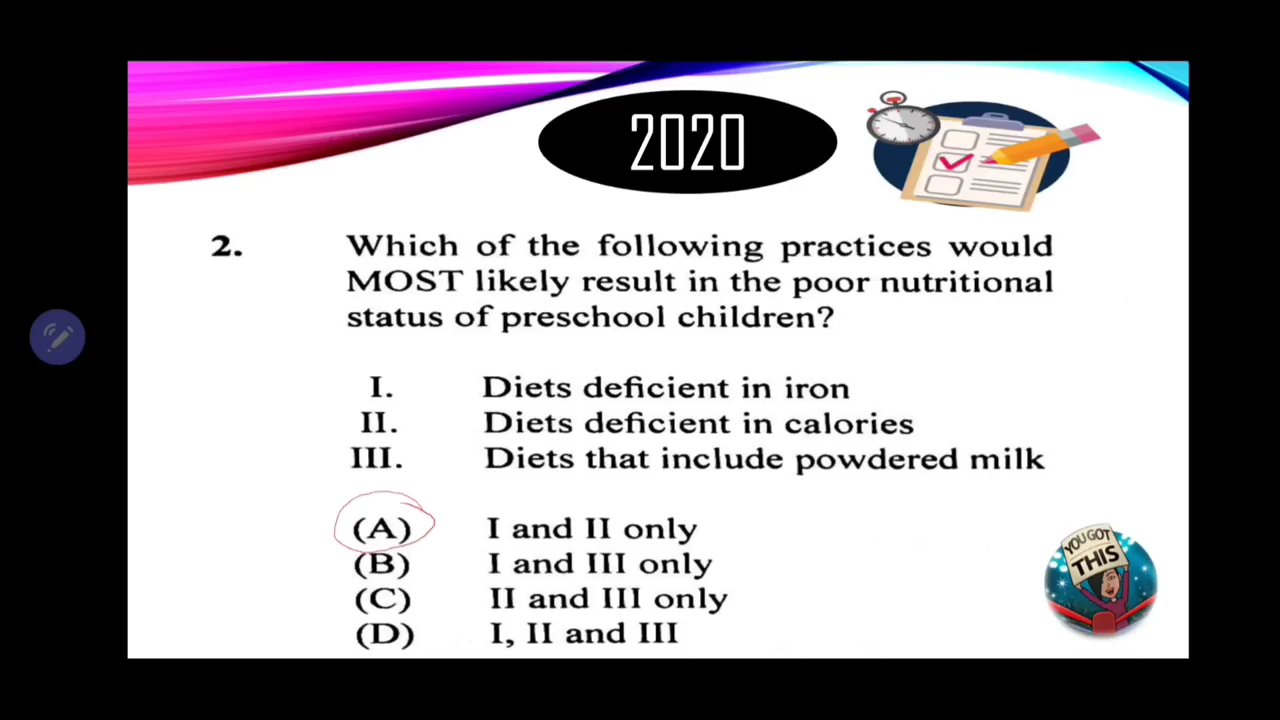 2020
2. Which of the following practices would
MOST likely result in the poor nutritional
status of preschool children?
I. Diets deficient in iron
II. Diets deficient in calories
III. Diets that include powdered milk
(A) I and II only
(B) I and III only
(C) II and III only
(D) I, II and III
YOU GOT
THIS